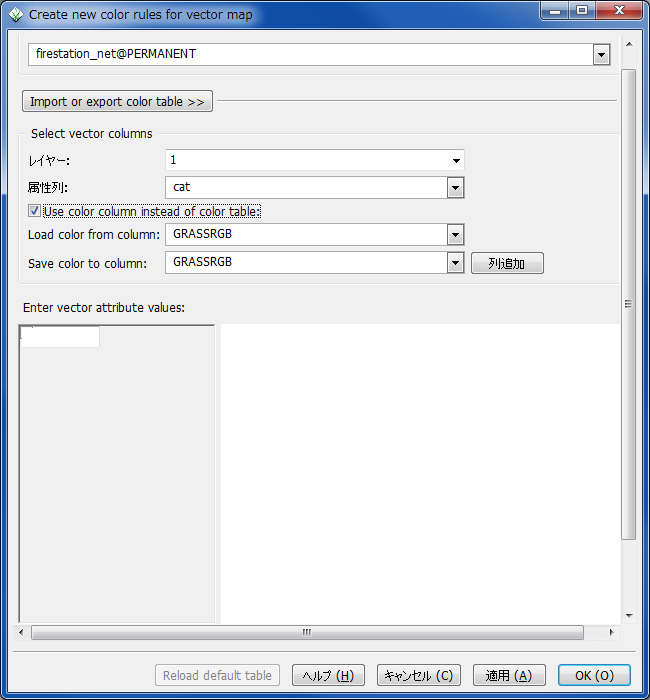 Create new color rules for vector map
firestation_net@PERMANENT
Import or export color table >>
Select vector columns
レイヤー: 1
属性列: cat
Use color column instead of color table:
Load color from column: GRASSRGB
Save color to column: GRASSRGB 列追加
Enter vector attribute values:
Reload default table ヘルプ (H) キャンセル (C) 適用 (A) OK (O)